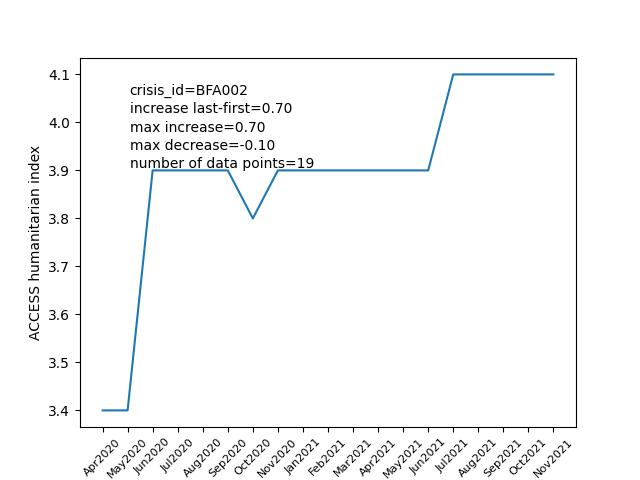 crisis_id=BFA002
increase last-first=0.70
max increase=0.70
max decrease=-0.10
number of data points=19
ACCESS humanitarian index
4.1
4.0
3.9
3.8
3.7
3.6
3.5
3.4
Apr2020
May2020
Jun2020
Jul2020
Aug2020
Sep2020
Oct2020
Nov2020
Jan2021
Feb2021
Mar2021
Apr2021
May2021
Jun2021
Jul2021
Aug2021
Sep2021
Oct2021
Nov2021